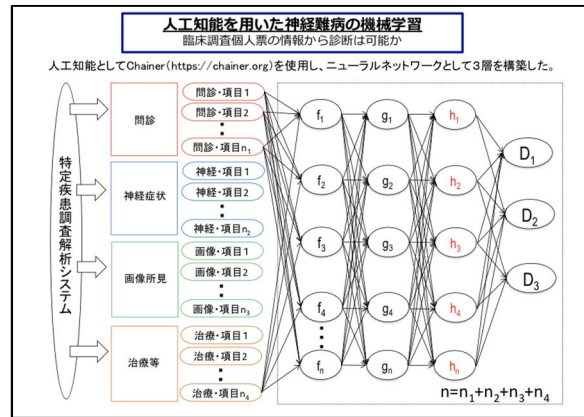 人工知能を用いた神経難病の機械学習
臨床調査個人票の情報から診断は可能か
人工知能としてChainer(https://chainer.org)を使用し、ニューラルネットワークとして3層を構築した。
特定疾患調査解析システム
問診
問診・項目1
問診・項目2
問診・項目n₁
神経症状
神経・項目1
神経・項目2
神経・項目n₂
画像所見
画像・項目1
画像・項目2
画像・項目n₃
治療等
治療・項目1
治療・項目2
治療・項目n₄
f₁ g₁ h₁
f₂ g₂ h₂
f₃ g₃ h₃
f₄ g₄ h₄
fₙ gₙ hₙ
D₁
D₂
D₃
n=n₁+n₂+n₃+n₄